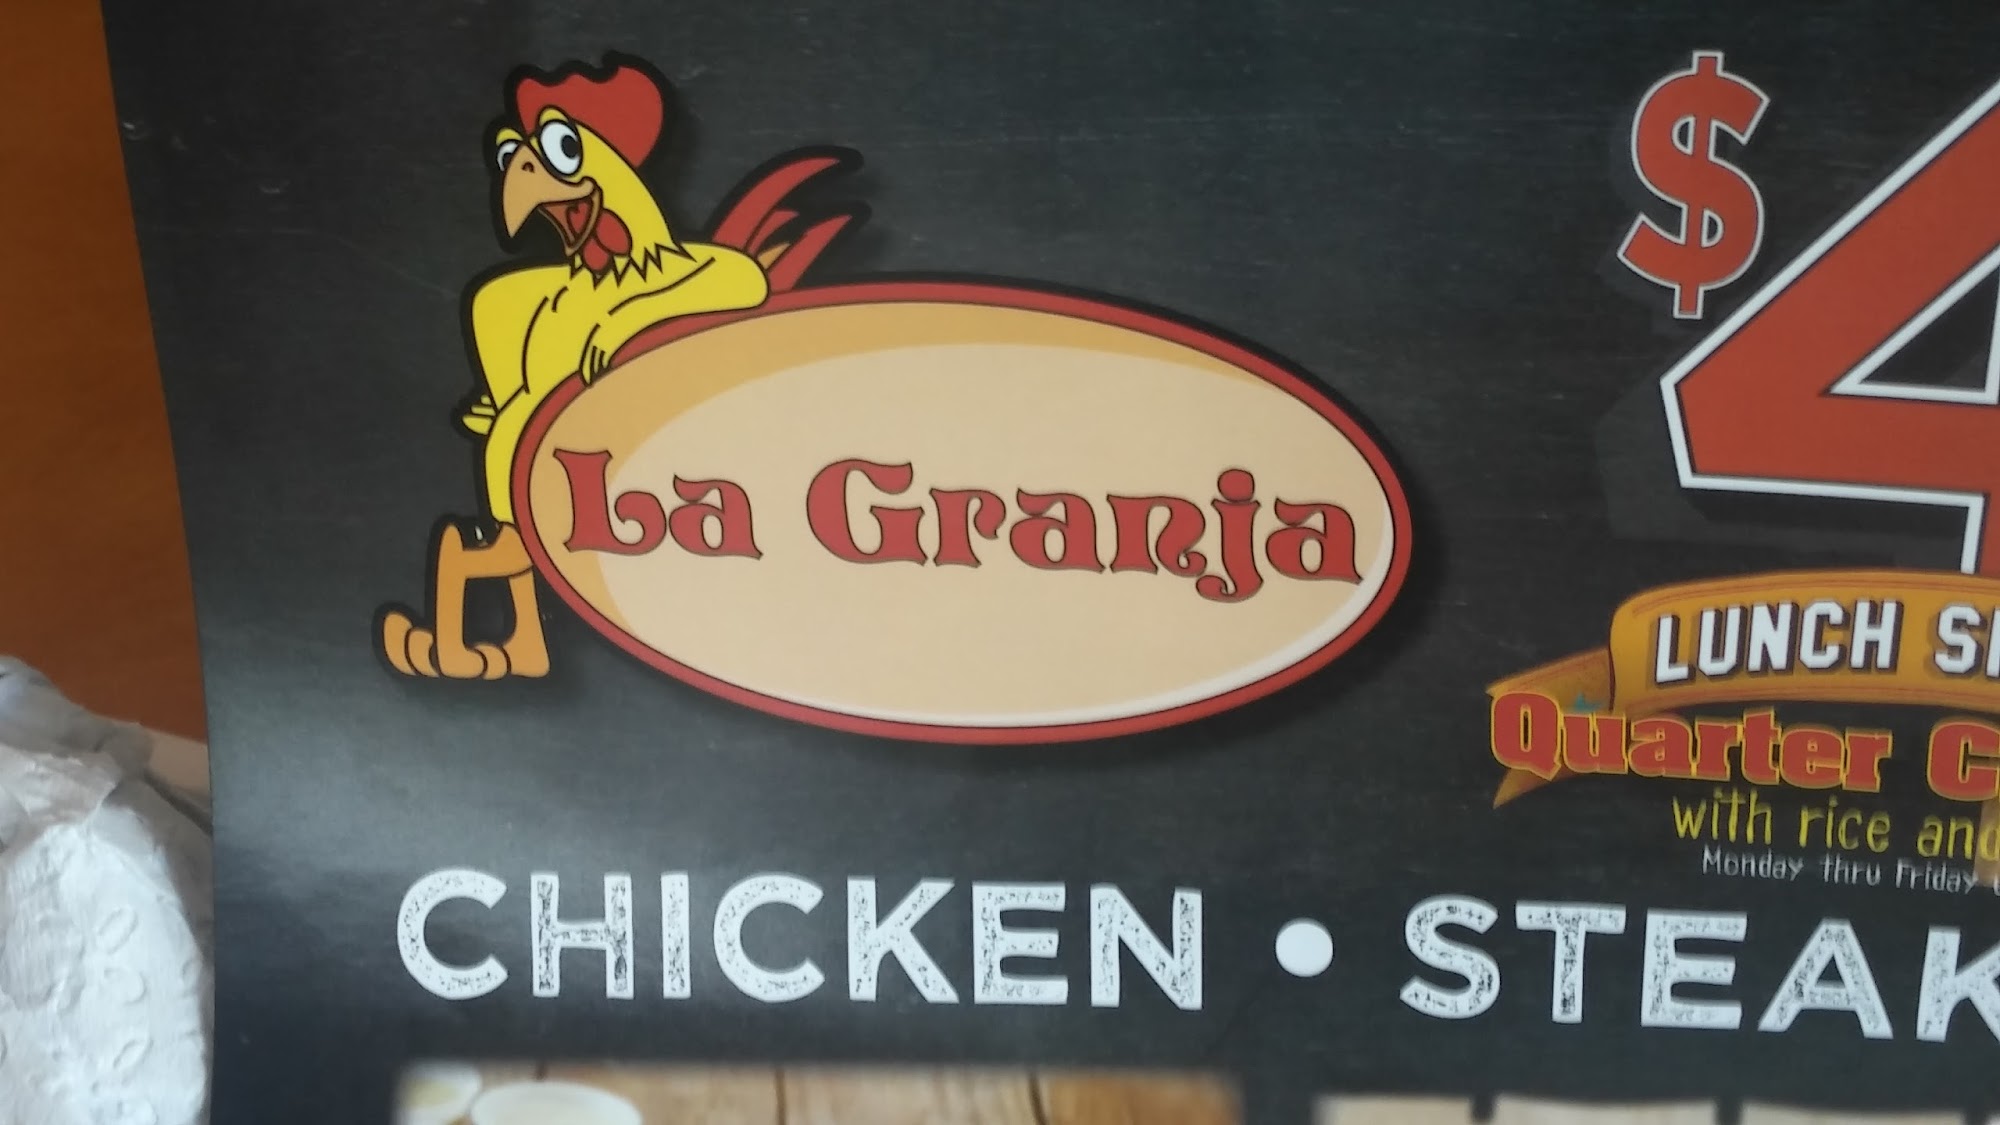 La Granja
$4
LUNCH
Quarter
with rice and
Monday thru Friday
CHICKEN • STEAK